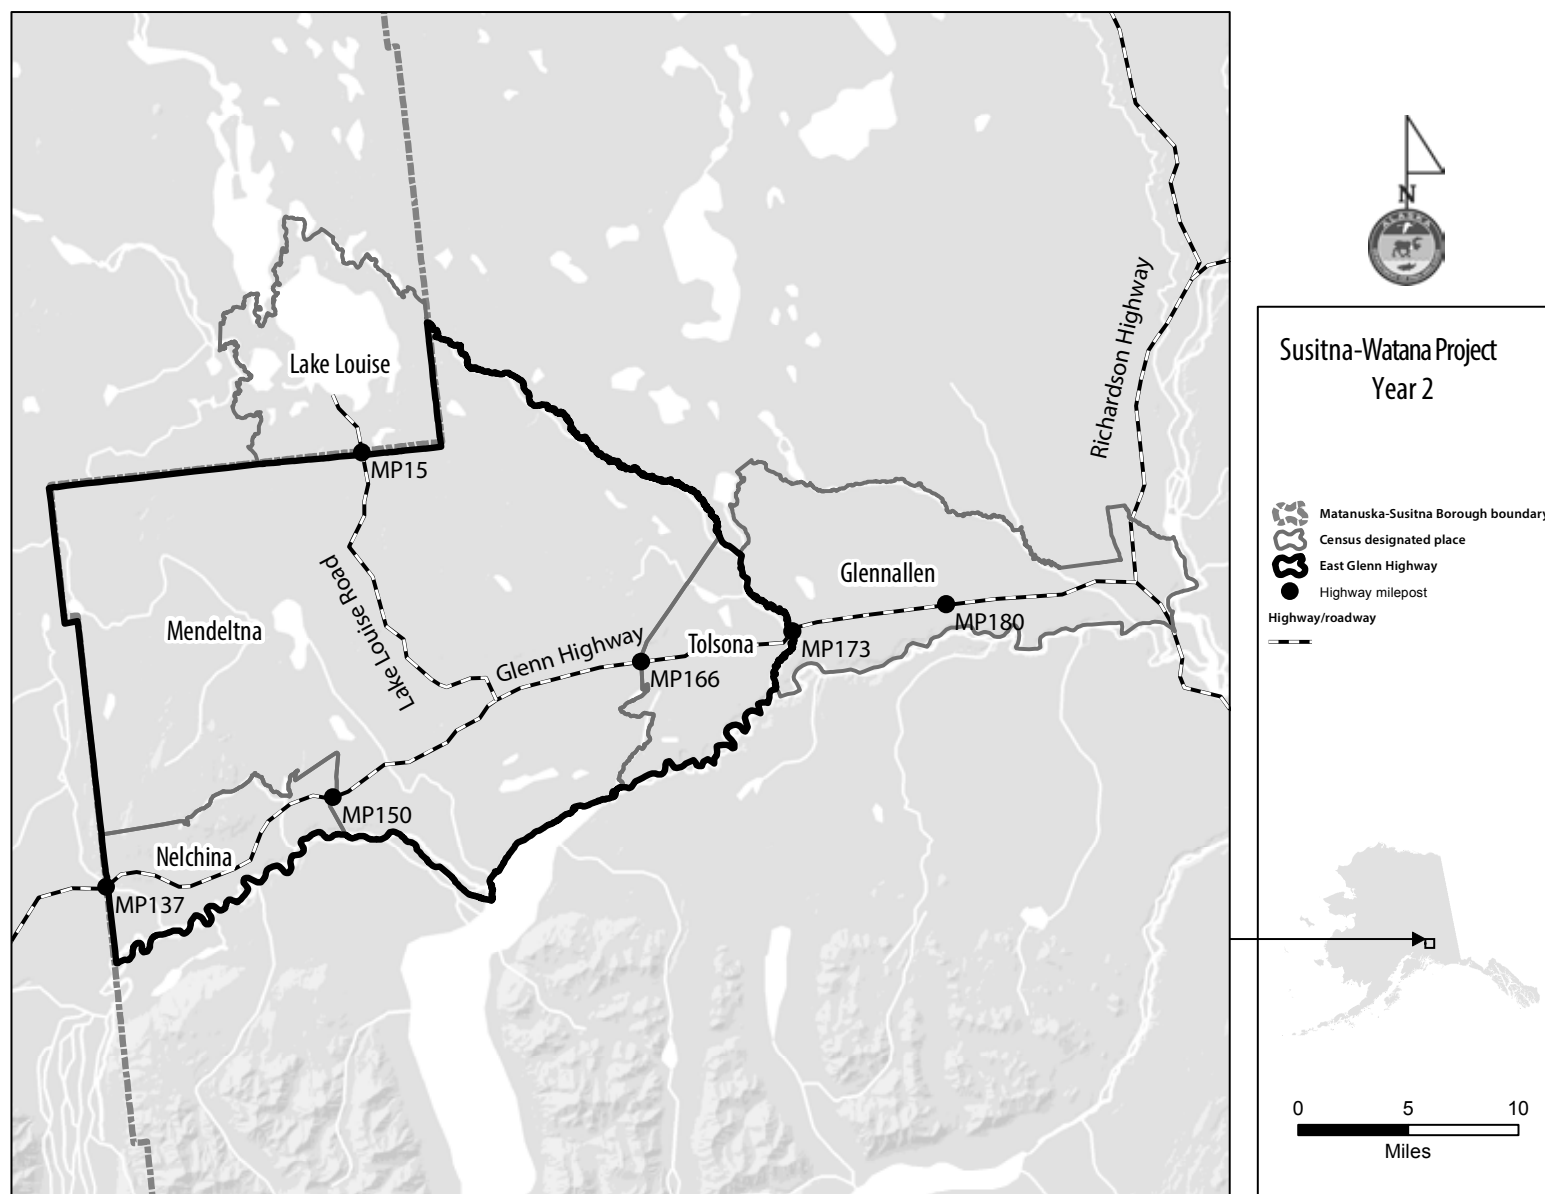 Lake Louise
MP15
Richardson Highway
Glennallen
Lake Louise Road
Mendeltna
Glenn Highway
Tolsona
MP180
MP173
MP166
MP150
Nelchina
MP137
N
Susitna-Watana Project
Year 2
Matanuska-Susitna Borough boundary
Census designated place
East Glenn Highway
Highway milepost
Highway/roadway
0 5 10
Miles